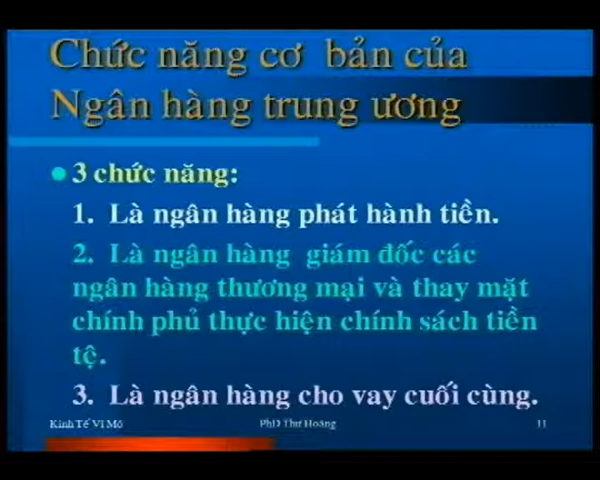 Chức năng cơ bản của
Ngân hàng trung ương
3 chức năng:
1. Là ngân hàng phát hành tiền.
2. Là ngân hàng giám đốc các
ngân hàng thương mại và thay mặt
chính phủ thực hiện chính sách tiền
tệ.
3. Là ngân hàng cho vay cuối cùng.
Kinh Tế Vĩ Mô PhD Thư Hoàng 11